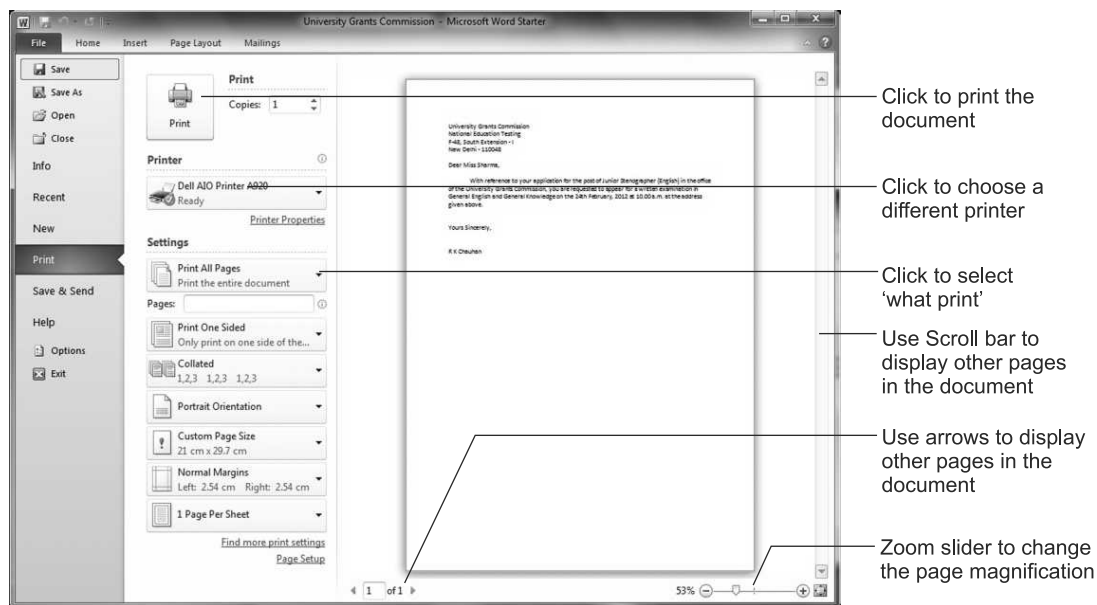 University Grants Commission - Microsoft Word Starter
File Home Insert Page Layout Mailings
Save
Save As
Open
Close
Info
Recent
New
Print
Save & Send
Help
Options
Exit
Print
Copies: 1
Print
Printer
Dell AIO Printer A920
Ready
Printer Properties
Settings
Print All Pages
Print the entire document
Pages:
Print One Sided
Only print on one side of the...
Collated
1,2,3 1,2,3 1,2,3
Portrait Orientation
Custom Page Size
21 cm x 29.7 cm
Normal Margins
Left: 2.54 cm Right: 2.54 cm
1 Page Per Sheet
Find more print settings
Page Setup
University Grants Commission
National Education Testing
F-48, South Extension - I
New Delhi - 110048
Dear Miss Sharma,
With reference to your application for the post of Junior Stenographer (English) in the office
of the University Grants Commission, you are requested to appear for a written examination in
General English and General Knowledge on the 24th February, 2012 at 10.00 a.m. at the address
given above.
Yours Sincerely,
R K Chauhan
1 of 1
53%
Click to print the
document
Click to choose a
different printer
Click to select
‘what print’
Use Scroll bar to
display other pages
in the document
Use arrows to display
other pages in the
document
Zoom slider to change
the page magnification